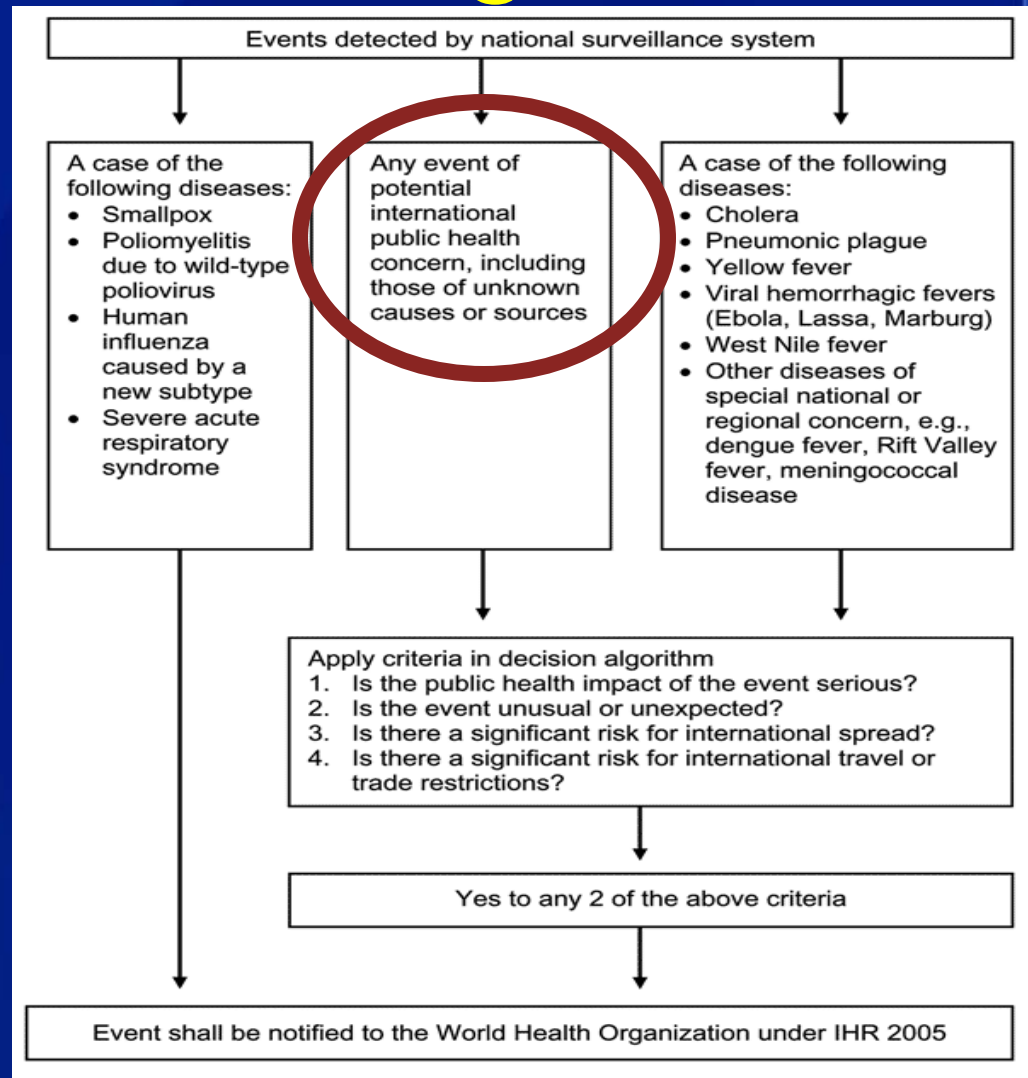 Events detected by national surveillance system
A case of the
following diseases:
• Smallpox
• Poliomyelitis
due to wild-type
poliovirus
• Human
influenza
caused by a
new subtype
• Severe acute
respiratory
syndrome
Any event of
potential
international
public health
concern, including
those of unknown
causes or sources
A case of the following
diseases:
• Cholera
• Pneumonic plague
• Yellow fever
• Viral hemorrhagic fevers
(Ebola, Lassa, Marburg)
• West Nile fever
• Other diseases of
special national or
regional concern, e.g.,
dengue fever, Rift Valley
fever, meningococcal
disease
Apply criteria in decision algorithm
1. Is the public health impact of the event serious?
2. Is the event unusual or unexpected?
3. Is there a significant risk for international spread?
4. Is there a significant risk for international travel or
trade restrictions?
Yes to any 2 of the above criteria
Event shall be notified to the World Health Organization under IHR 2005